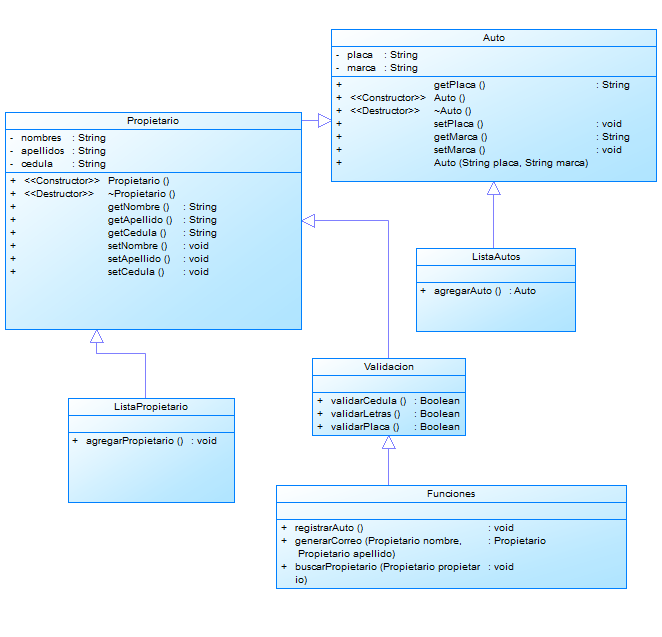 Auto
- placa : String
- marca : String
+ getPlaca () : String
+ <<Constructor>> Auto ()
+ <<Destructor>> ~Auto ()
+ setPlaca () : void
+ getMarca () : String
+ setMarca () : void
+ Auto (String placa, String marca)
Propietario
- nombres : String
- apellidos : String
- cedula : String
+ <<Constructor>> Propietario ()
+ <<Destructor>> ~Propietario ()
+ getNombre () : String
+ getApellido () : String
+ getCedula () : String
+ setNombre () : void
+ setApellido () : void
+ setCedula () : void
ListaAutos
+ agregarAuto () : Auto
Validacion
+ validarCedula () : Boolean
+ validarLetras () : Boolean
+ validarPlaca () : Boolean
ListaPropietario
+ agregarPropietario () : void
Funciones
+ registrarAuto () : void
+ generarCorreo (Propietario nombre, : Propietario
Propietario apellido)
+ buscarPropietario (Propietario propietar : void
io)